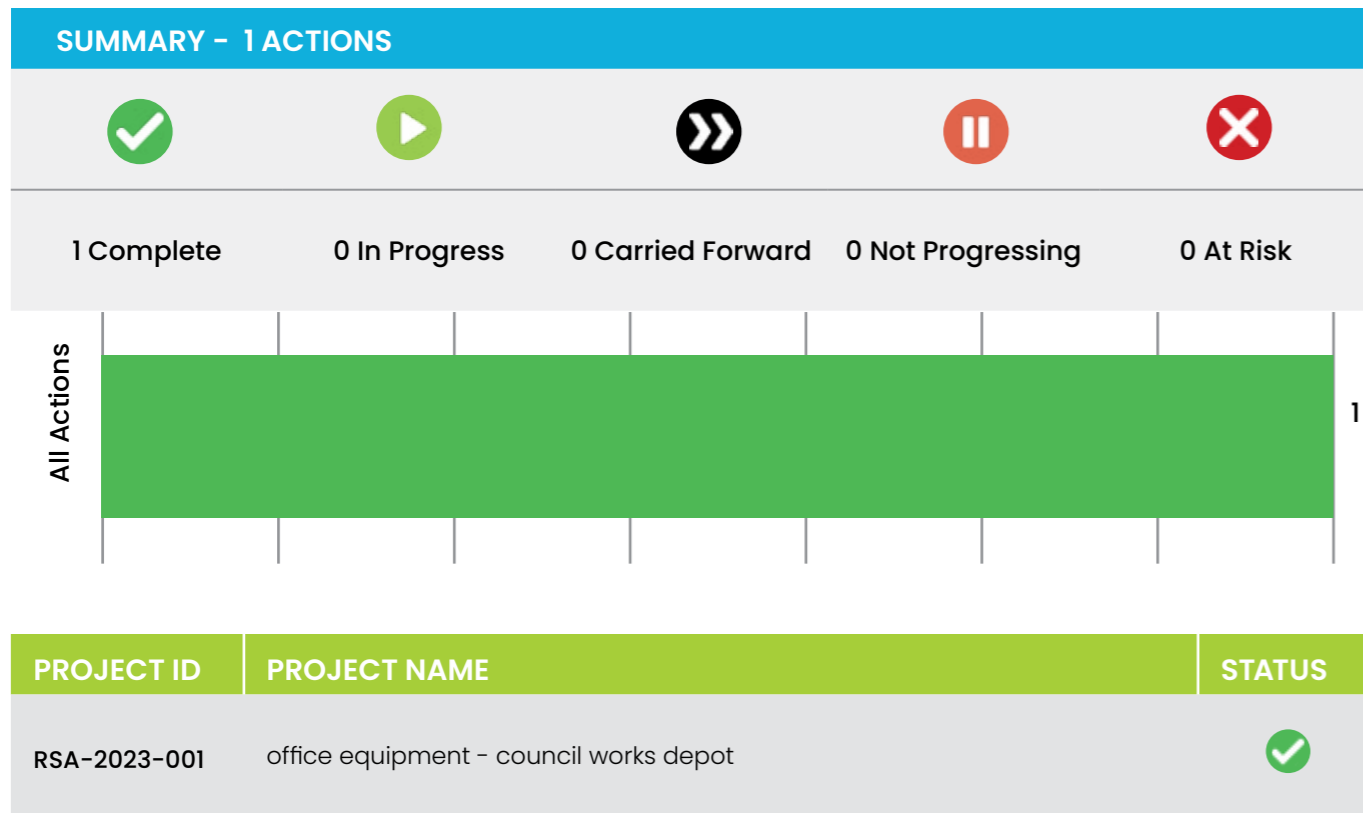 SUMMARY - 1 ACTIONS
1 Complete 0 In Progress 0 Carried Forward 0 Not Progressing 0 At Risk
All Actions
1
PROJECT ID PROJECT NAME STATUS
RSA-2023-001 office equipment - council works depot